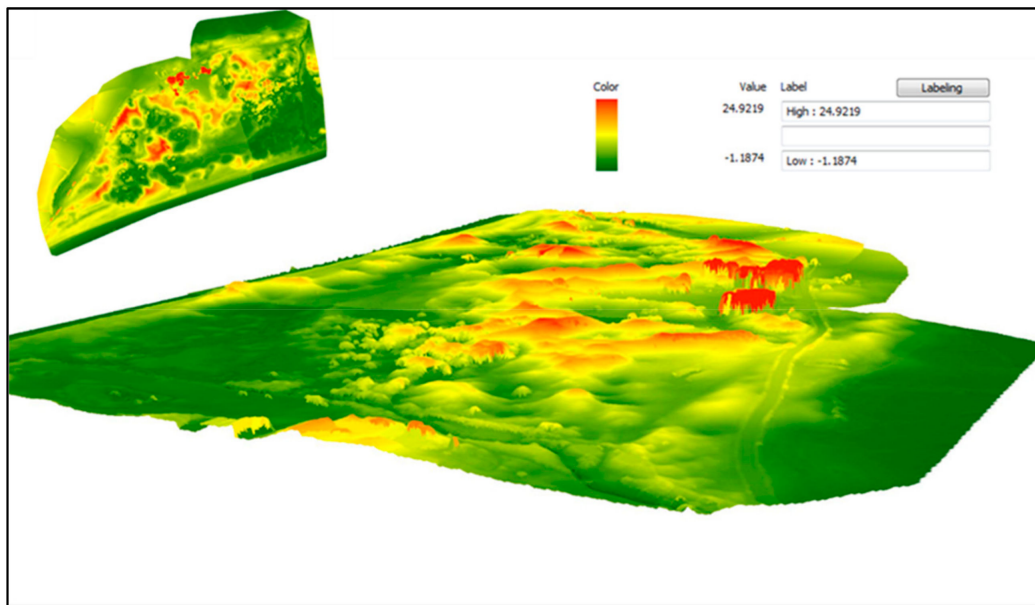 Color
Value
Label
Labeling
24.9219
High : 24.9219
-1.1874
Low : -1.1874